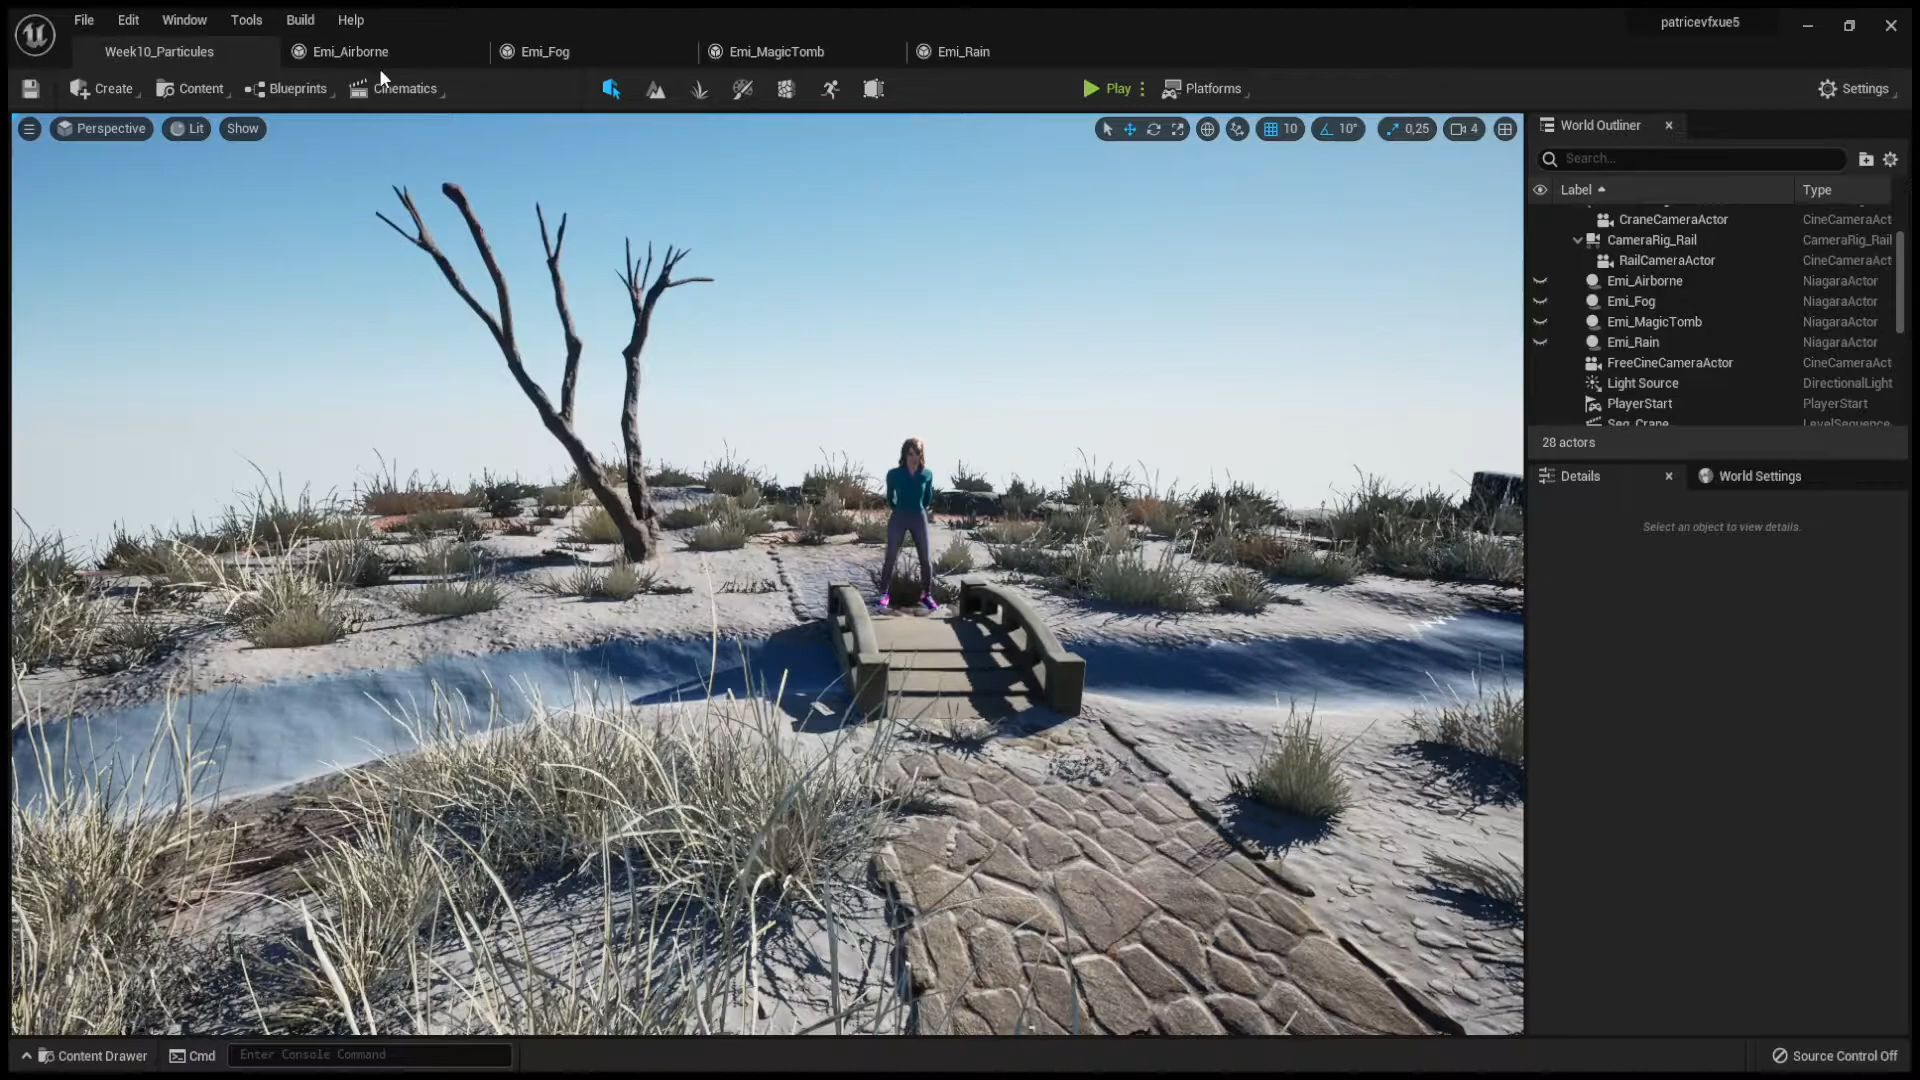 File Edit Window Tools Build Help
patricevfxue5
Week10_Particules Emi_Airborne Emi_Fog Emi_MagicTomb Emi_Rain
Create Content Blueprints Cinematics Play Platforms Settings
Perspective Lit Show 10 10° 0,25 4
World Outliner
Search...
Label Type
CraneCameraActor CineCameraAct
CameraRig_Rail CameraRig_Rail
RailCameraActor CineCameraAct
Emi_Airborne NiagaraActor
Emi_Fog NiagaraActor
Emi_MagicTomb NiagaraActor
Emi_Rain NiagaraActor
FreeCineCameraActor CineCameraAct
Light Source DirectionalLight
PlayerStart PlayerStart
Seq_Crane LevelSequence
28 actors
Details World Settings
Select an object to view details.
Content Drawer Cmd Enter Console Command Source Control Off